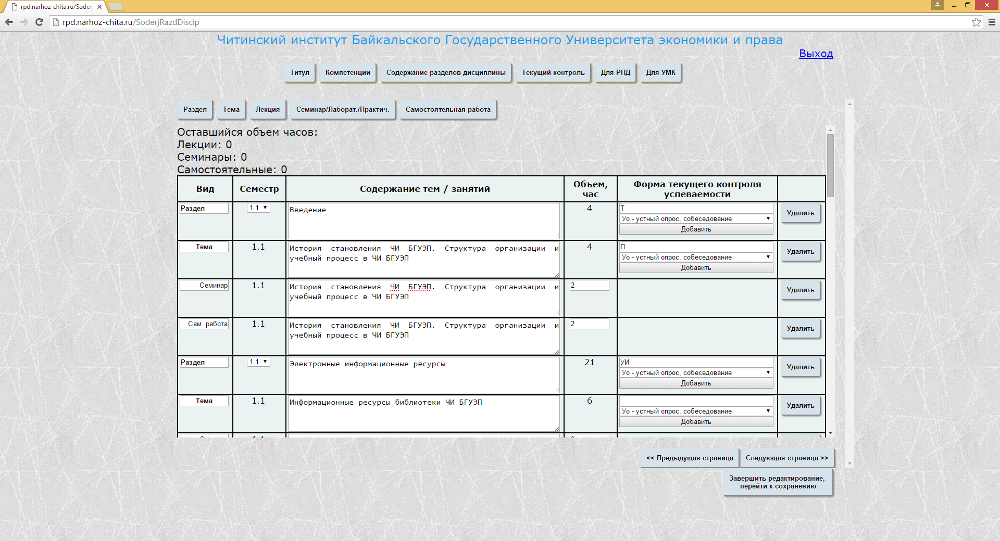 rpd.narhoz-chita.ru/Soderj
rpd.narhoz-chita.ru/SoderjRazdDiscip
Читинский институт Байкальского Государственного Университета экономики и права
Выход
Титул Компетенции Содержание разделов дисциплины Текущий контроль Для РПД Для УМК
Раздел Тема Лекция Семинар/Лаборат./Практич. Самостоятельная работа
Оставшийся объем часов:
Лекции: 0
Семинары: 0
Самостоятельные: 0
Вид Семестр Содержание тем / занятий Объем, час Форма текущего контроля успеваемости
Раздел 1.1 Введение 4 Т
Уо - устный опрос, собеседование
Добавить
Удалить
Тема 1.1 История становления ЧИ БГУЭП. Структура организации и
учебный процесс в ЧИ БГУЭП
4 П
Уо - устный опрос, собеседование
Добавить
Удалить
Семинар 1.1 История становления ЧИ БГУЭП. Структура организации и
учебный процесс в ЧИ БГУЭП
2
Удалить
Сам. работа 1.1 История становления ЧИ БГУЭП. Структура организации и
учебный процесс в ЧИ БГУЭП
2
Удалить
Раздел 1.1 Электронные информационные ресурсы 21 УИ
Уо - устный опрос, собеседование
Добавить
Удалить
Тема 1.1 Информационные ресурсы библиотеки ЧИ БГУЭП 6
Уо - устный опрос, собеседование
Добавить
Удалить
<< Предыдущая страница Следующая страница >>
Завершить редактирование,
перейти к сохранению